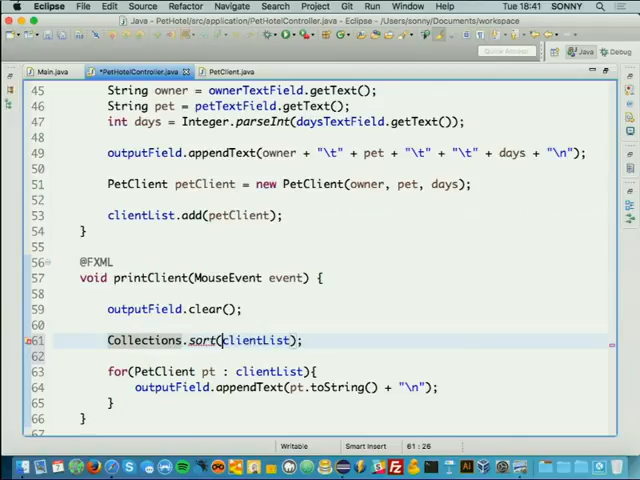 Eclipse File Edit Source Refactor Navigate Search Project Run Window Help Tue 18:41 SONNY
PetHotel/src/application/PetHotelController.java - Eclipse - /Users/sonny/Documents/workspace
Quick Access Java Debug
Main.java *PetHotelController.java PetClient.java
45 String owner = ownerTextField.getText();
46 String pet = petTextField.getText();
47 int days = Integer.parseInt(daysTextField.getText());
48
49 outputField.appendText(owner + "\t" + pet + "\t" + "\t" + days + "\n");
50
51 PetClient petClient = new PetClient(owner, pet, days);
52
53 clientList.add(petClient);
54 }
55
56 @FXML
57 void printClient(MouseEvent event) {
58
59 outputField.clear();
60
61 Collections.sort(clientList);
62
63 for(PetClient pt : clientList){
64 outputField.appendText(pt.toString() + "\n");
65 }
66 }
67
Writable Smart Insert 61 : 26